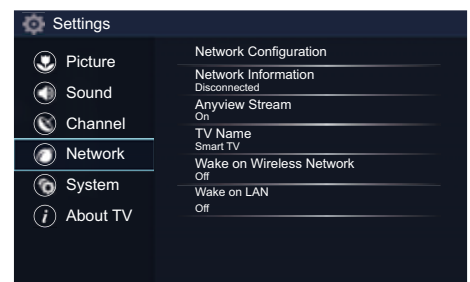 Settings
Picture
Sound
Channel
Network
System
About TV
Network Configuration
Network Information
Disconnected
Anyview Stream
On
TV Name
Smart TV
Wake on Wireless Network
Off
Wake on LAN
Off